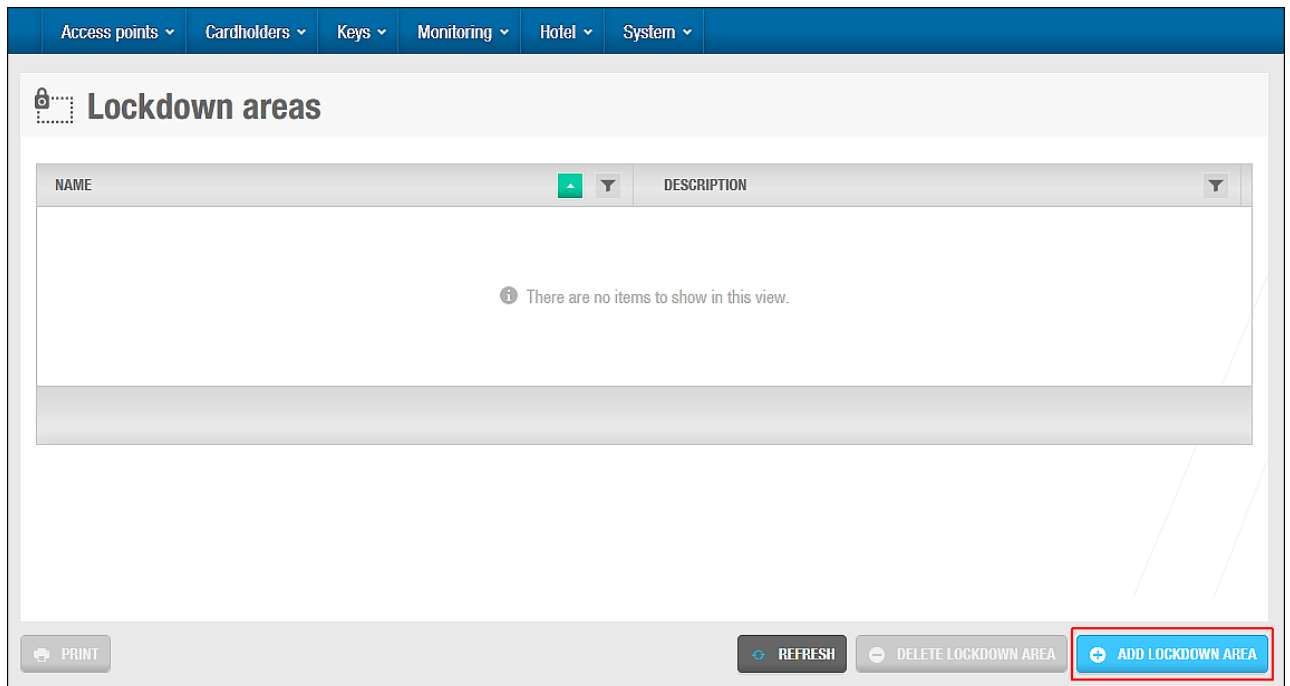 Access points Cardholders Keys Monitoring Hotel System
Lockdown areas
NAME DESCRIPTION
There are no items to show in this view.
PRINT REFRESH DELETE LOCKDOWN AREA ADD LOCKDOWN AREA